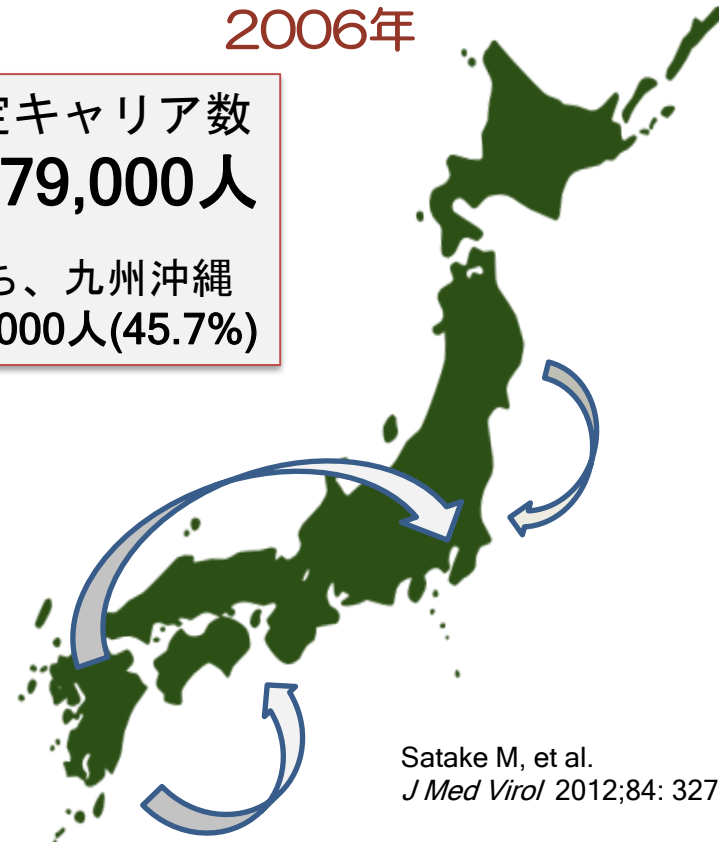 2006年
定キャリア数
79,000人
ち、九州沖縄
000人(45.7%)
Satake M, et al.
J Med Virol 2012;84: 327